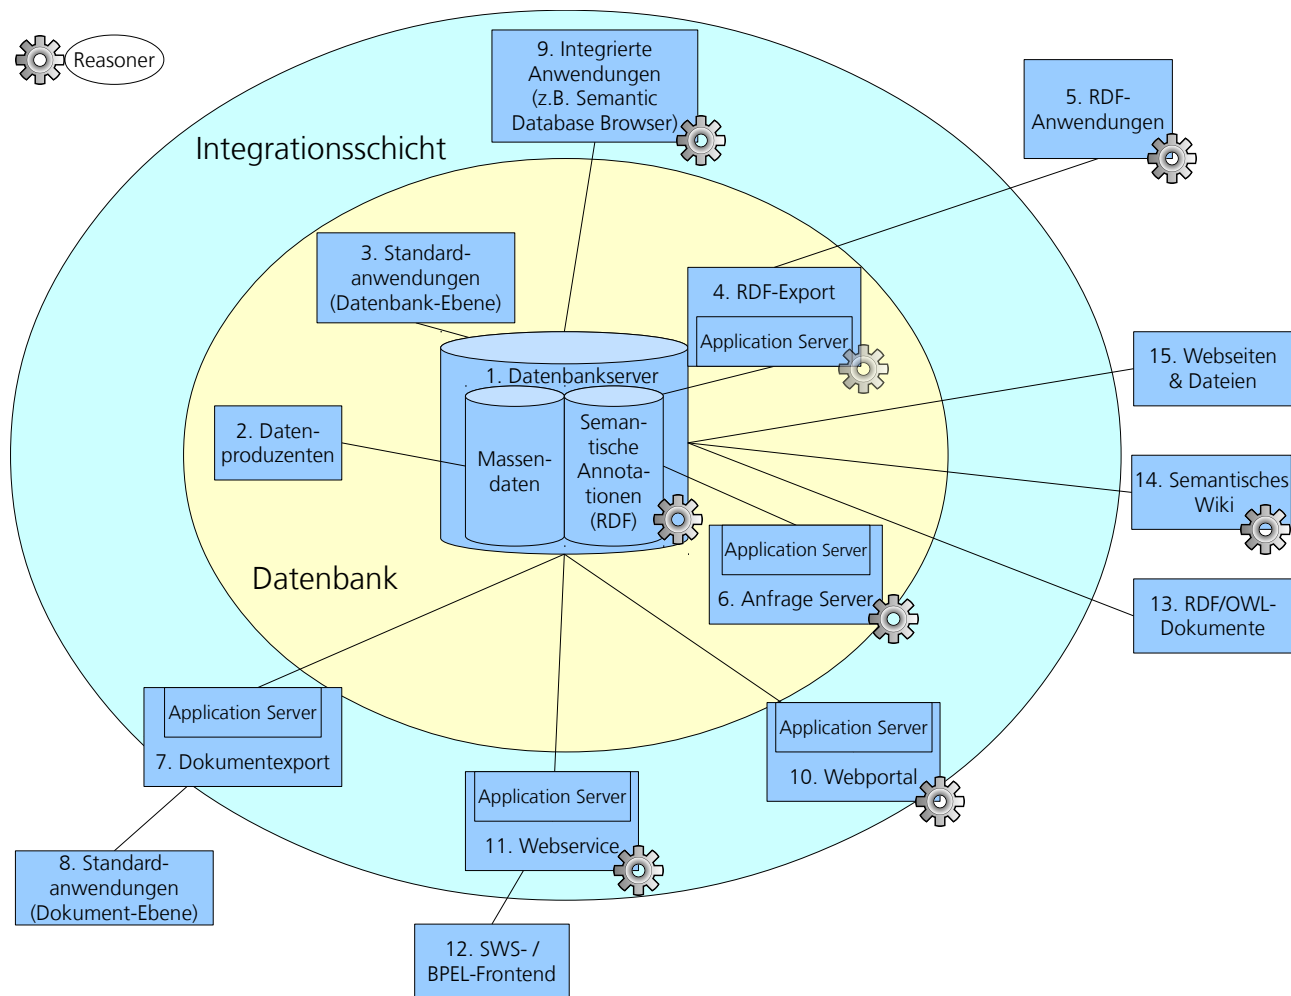 Reasoner
9. Integrierte
Anwendungen
(z.B. Semantic
Database Browser)
5. RDF-
Anwendungen
Integrationsschicht
3. Standard-
anwendungen
(Datenbank-Ebene)
4. RDF-Export
Application Server
1. Datenbankserver
15. Webseiten
& Dateien
2. Daten-
produzenten
Massen-
daten
Seman-
tische
Annota-
tionen
(RDF)
14. Semantisches
Wiki
Application Server
6. Anfrage Server
Datenbank
13. RDF/OWL-
Dokumente
Application Server
7. Dokumentexport
Application Server
10. Webportal
Application Server
11. Webservice
8. Standard-
anwendungen
(Dokument-Ebene)
12. SWS- /
BPEL-Frontend